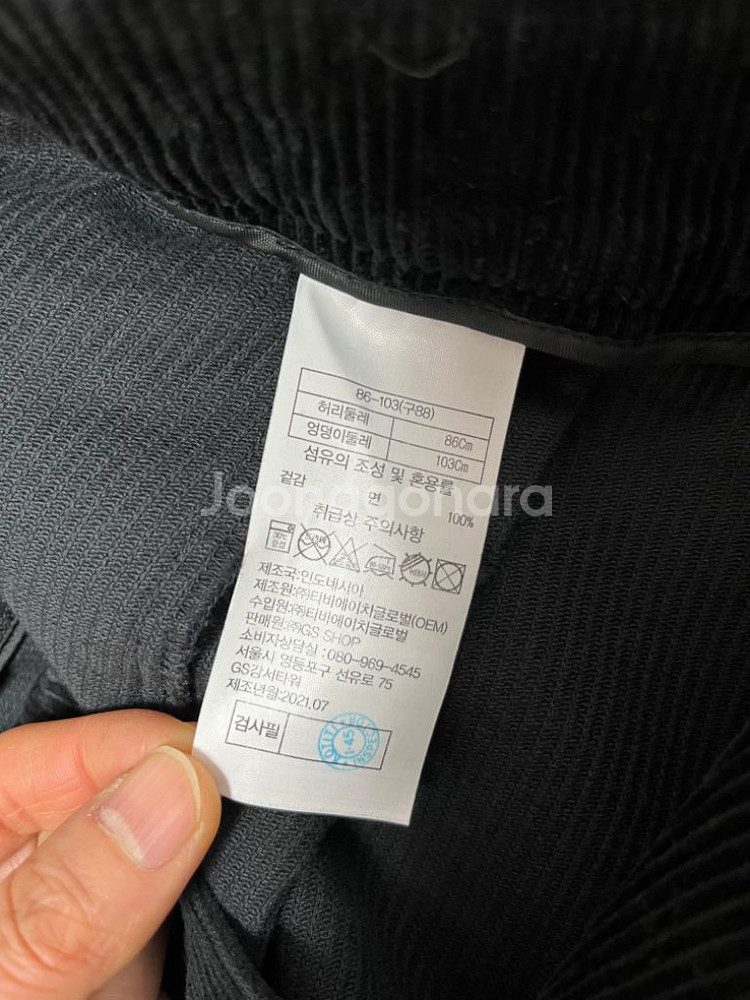 86-103(구88)
허리둘레 86Cm
엉덩이둘레 103Cm
섬유의 조성 및 혼용률
겉감 면 100%
Joongonara
취급상 주의사항
제조국:인도네시아
제조원:㈜티비에이치글로벌(OEM)
수입원:㈜티비에이치글로벌
판매원:㈜GS SHOP
소비자상담실:080-969-4545
서울시 영등포구 선유로 75
GS강서타워
제조년월:2021.07
검사필